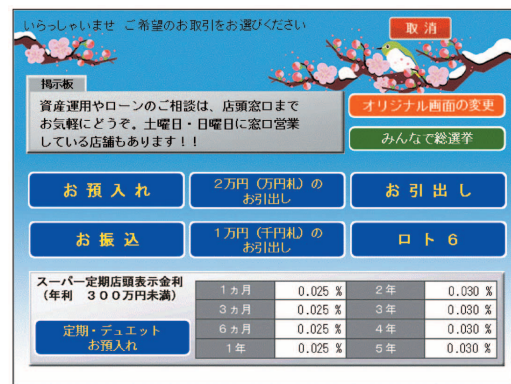 いらっしゃいませ ご希望のお取引をお選びください
取消
掲示板
資産運用やローンのご相談は、店頭窓口まで
お気軽にどうぞ。土曜日・日曜日に窓口営業
している店舗もあります！！
オリジナル画面の変更
みんなで総選挙
お預入れ
2万円（万円札）の
お引出し
お引出し
お振込
1万円（千円札）の
お引出し
ロト６
スーパー定期店頭表示金利
（年利 ３００万円未満）
定期・デュエット
お預入れ
1ヵ月 0.025 % 2年 0.030 %
3ヵ月 0.025 % 3年 0.030 %
6ヵ月 0.025 % 4年 0.030 %
1年 0.025 % 5年 0.030 %